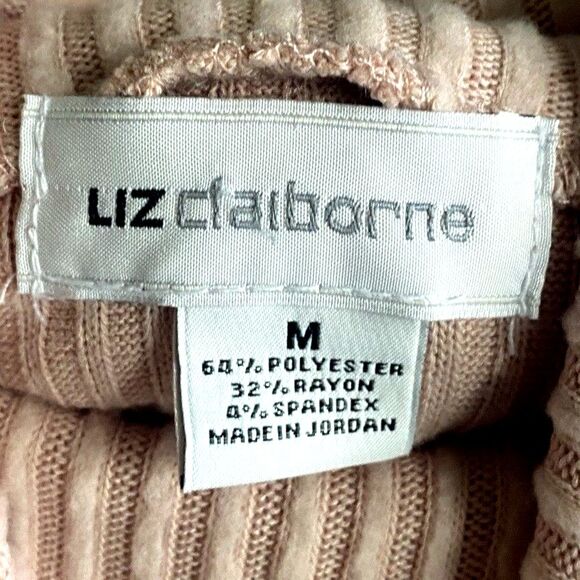 LIZ claiborne
M
64% POLYESTER
32% RAYON
4% SPANDEX
MADE IN JORDAN